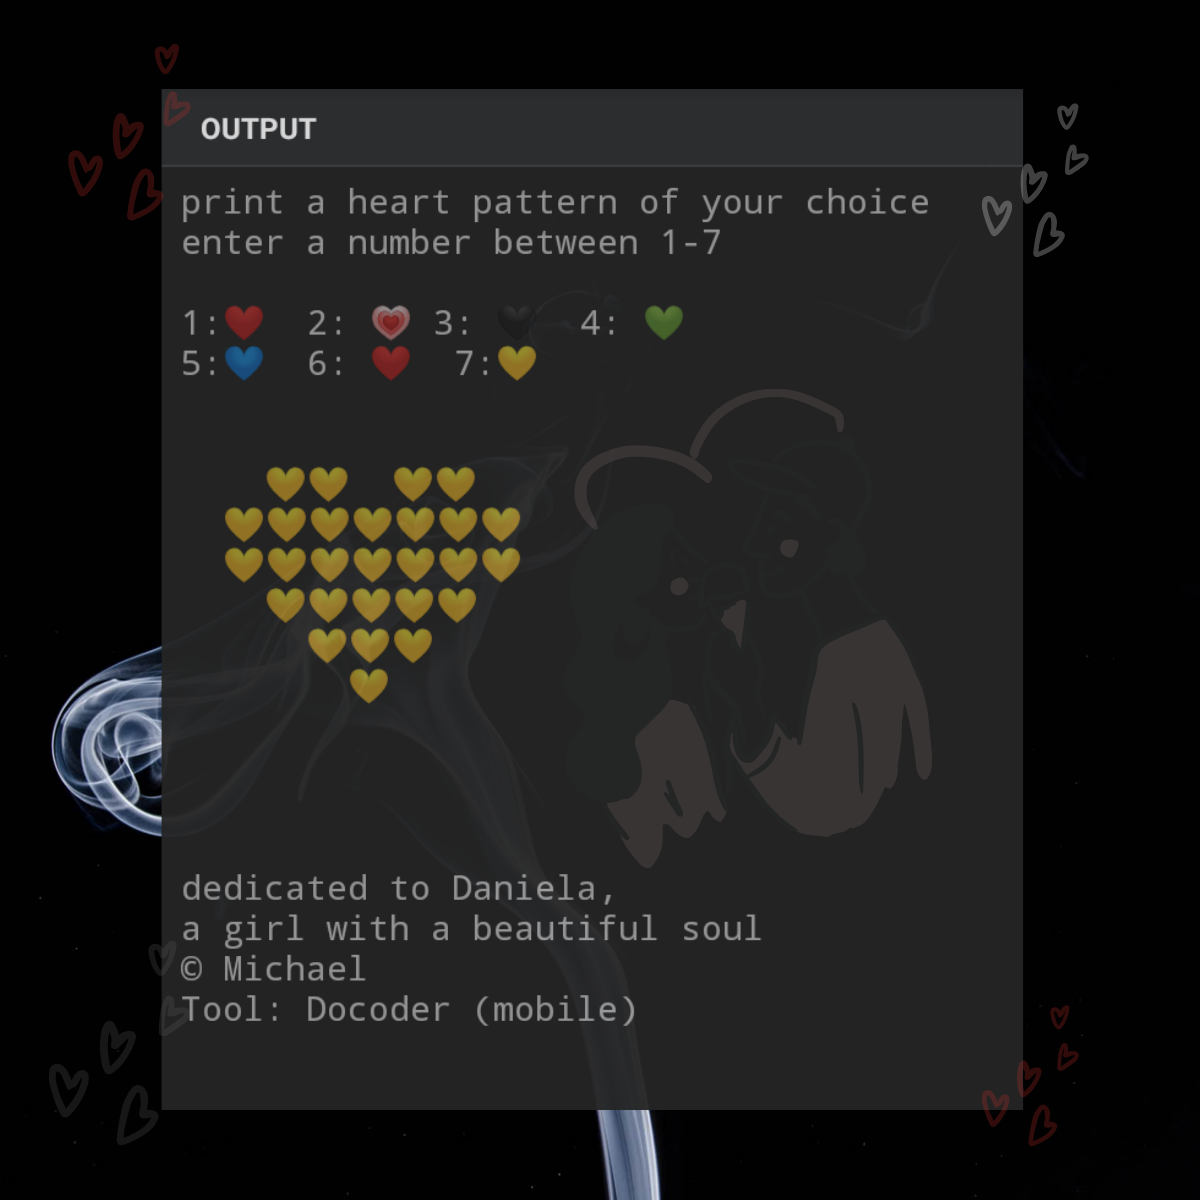 OUTPUT
print a heart pattern of your choice
enter a number between 1-7
1:❤️ 2: 💗 3: 🖤 4: 💚
5:💙 6: ❤️ 7:💛
💛💛 💛💛
💛💛💛💛💛💛💛
💛💛💛💛💛💛💛
💛💛💛💛💛
💛💛💛
💛
dedicated to Daniela,
a girl with a beautiful soul
© Michael
Tool: Docoder (mobile)